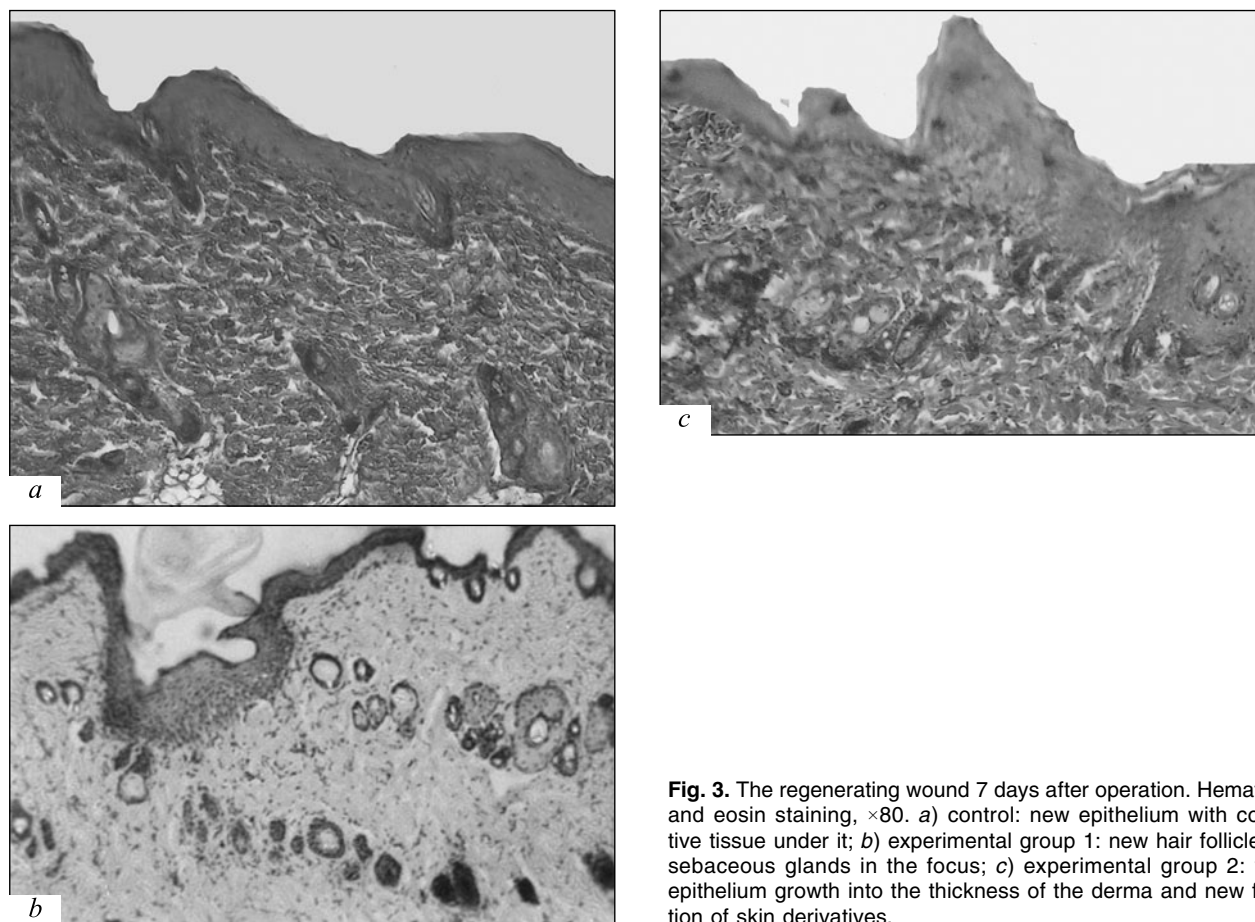 a
c
b
Fig. 3. The regenerating wound 7 days after operation. Hema
and eosin staining, ×80. a) control: new epithelium with co
tive tissue under it; b) experimental group 1: new hair follicle
sebaceous glands in the focus; c) experimental group 2:
epithelium growth into the thickness of the derma and new f
tion of skin derivatives.